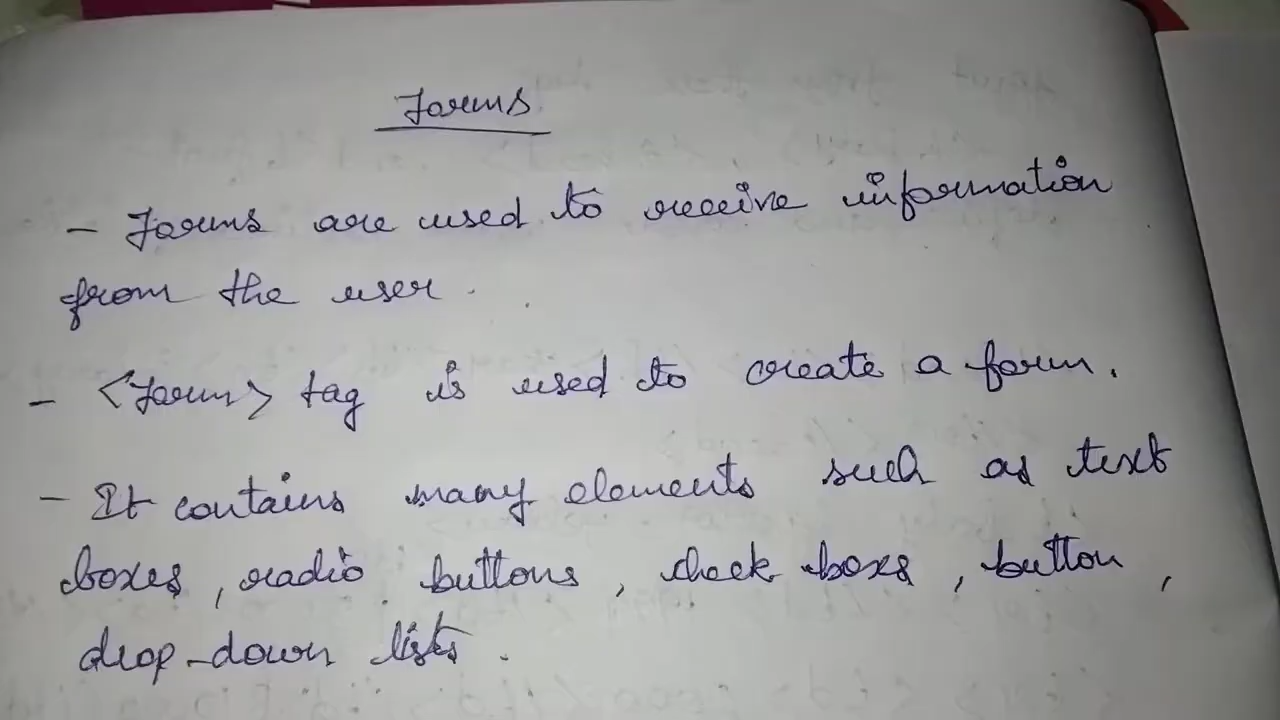 Forms
- Forms are used to receive information
from the user.
- <Form> tag is used to create a form.
- It contains many elements such as text
boxes, radio buttons, check boxes, button,
drop-down lists.